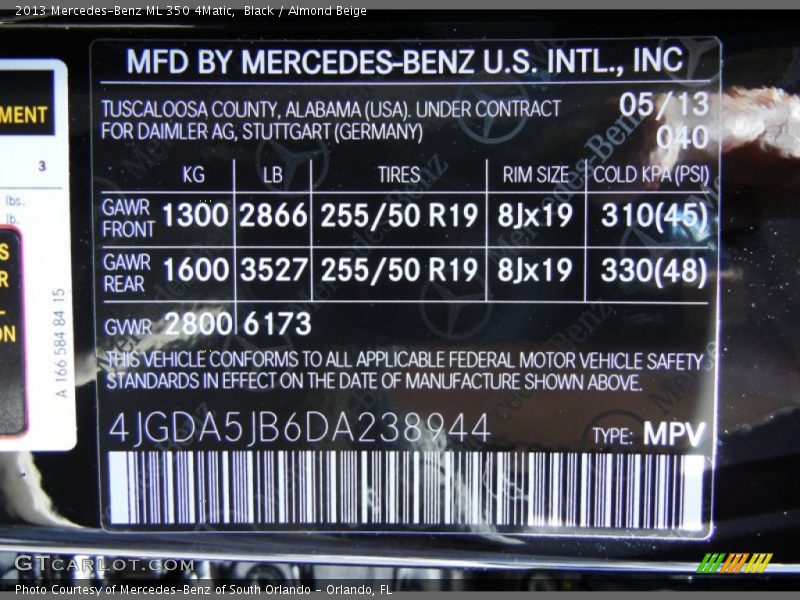 2013 Mercedes-Benz ML 350 4Matic, Black / Almond Beige
MFD BY MERCEDES-BENZ U.S. INTL., INC
TUSCALOOSA COUNTY, ALABAMA (USA). UNDER CONTRACT 05/13
FOR DAIMLER AG, STUTTGART (GERMANY) 040
KG LB TIRES RIM SIZE COLD KPA (PSI)
GAWR FRONT 1300 2866 255/50 R19 8Jx19 310(45)
GAWR REAR 1600 3527 255/50 R19 8Jx19 330(48)
GVWR 2800 6173
THIS VEHICLE CONFORMS TO ALL APPLICABLE FEDERAL MOTOR VEHICLE SAFETY
STANDARDS IN EFFECT ON THE DATE OF MANUFACTURE SHOWN ABOVE.
4JGDA5JB6DA238944 TYPE: MPV
3
lbs.
lb.
A 166 584 84 15
GTcarlot.com
Photo Courtesy of Mercedes-Benz of South Orlando - Orlando, FL